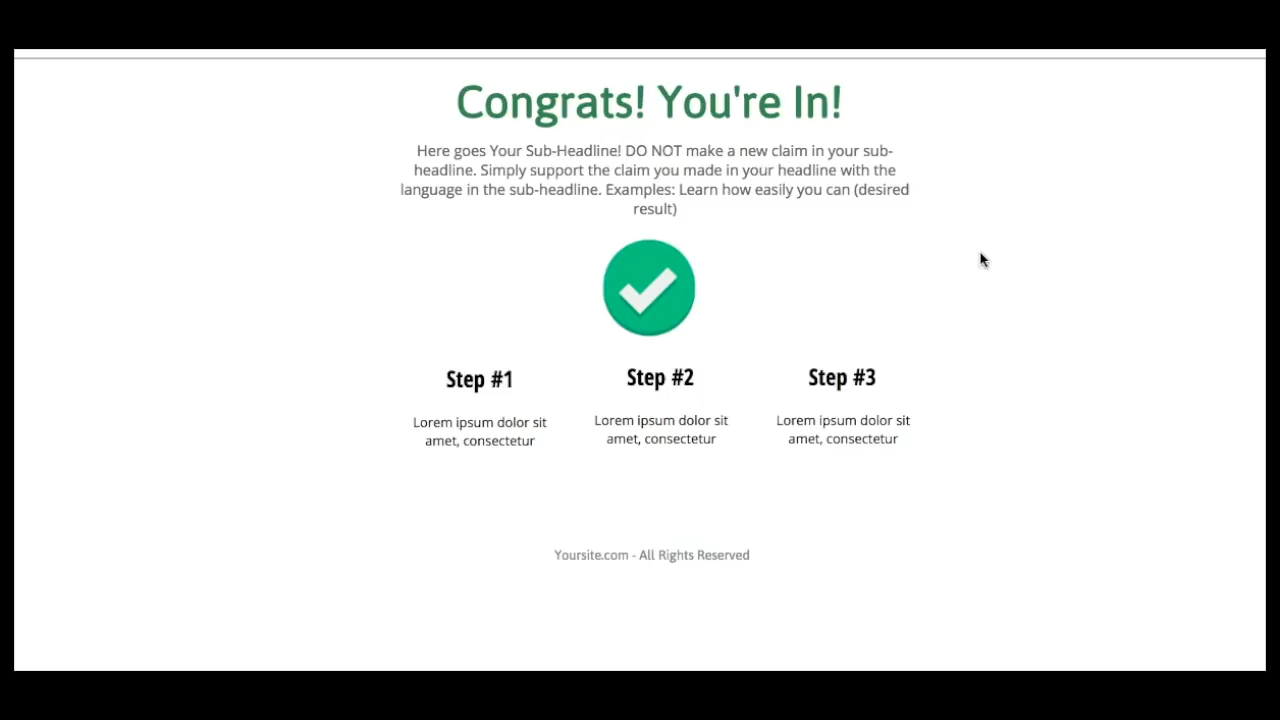 Congrats! You're In!
Here goes Your Sub-Headline! DO NOT make a new claim in your sub-
headline. Simply support the claim you made in your headline with the
language in the sub-headline. Examples: Learn how easily you can (desired
result)
Step #1
Lorem ipsum dolor sit
amet, consectetur
Step #2
Lorem ipsum dolor sit
amet, consectetur
Step #3
Lorem ipsum dolor sit
amet, consectetur
Yoursite.com - All Rights Reserved